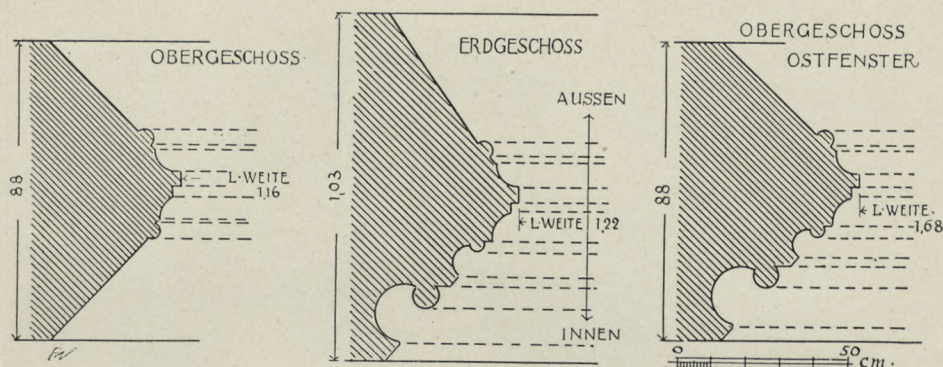 OBERGESCHOSS
88
L·WEITE
1,16
ERDGESCHOSS
AUSSEN
1,03
L·WEITE 1,22
INNEN
OBERGESCHOSS
OSTFENSTER
88
L·WEITE.
1,68
0 50
cm.